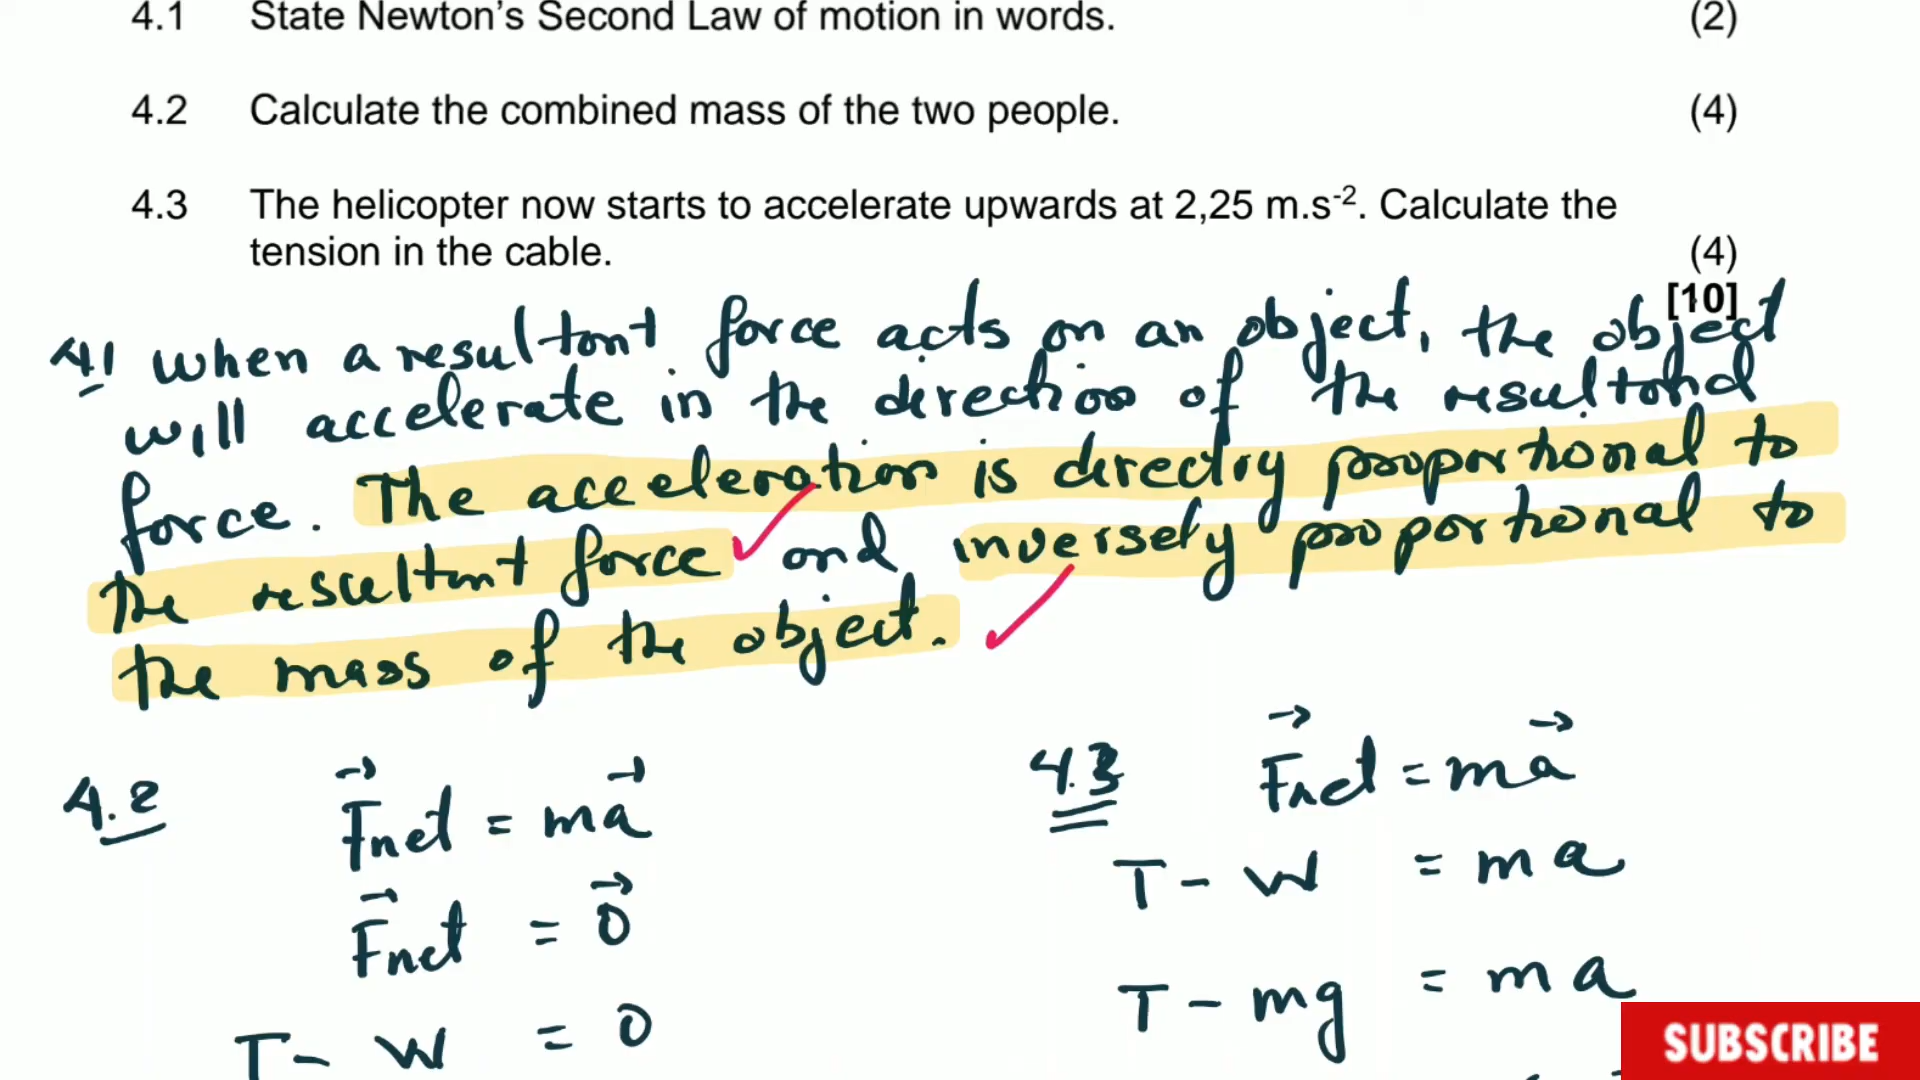 4.1 State Newton's Second Law of motion in words. (2)
4.2 Calculate the combined mass of the two people. (4)
4.3 The helicopter now starts to accelerate upwards at 2,25 m.s⁻². Calculate the
tension in the cable. (4)
[10]
4.1 When a resultant force acts on an object, the object
will accelerate in the direction of the resultand
force. The acceleration is directly proportional to
the resultant force and inversely proportional to
the mass of the object.
4.2 F⃗net = ma⃗
F⃗net = 0⃗
T - W = 0
4.3 F⃗net = ma⃗
T - W = ma
T - mg = ma
SUBSCRIBE